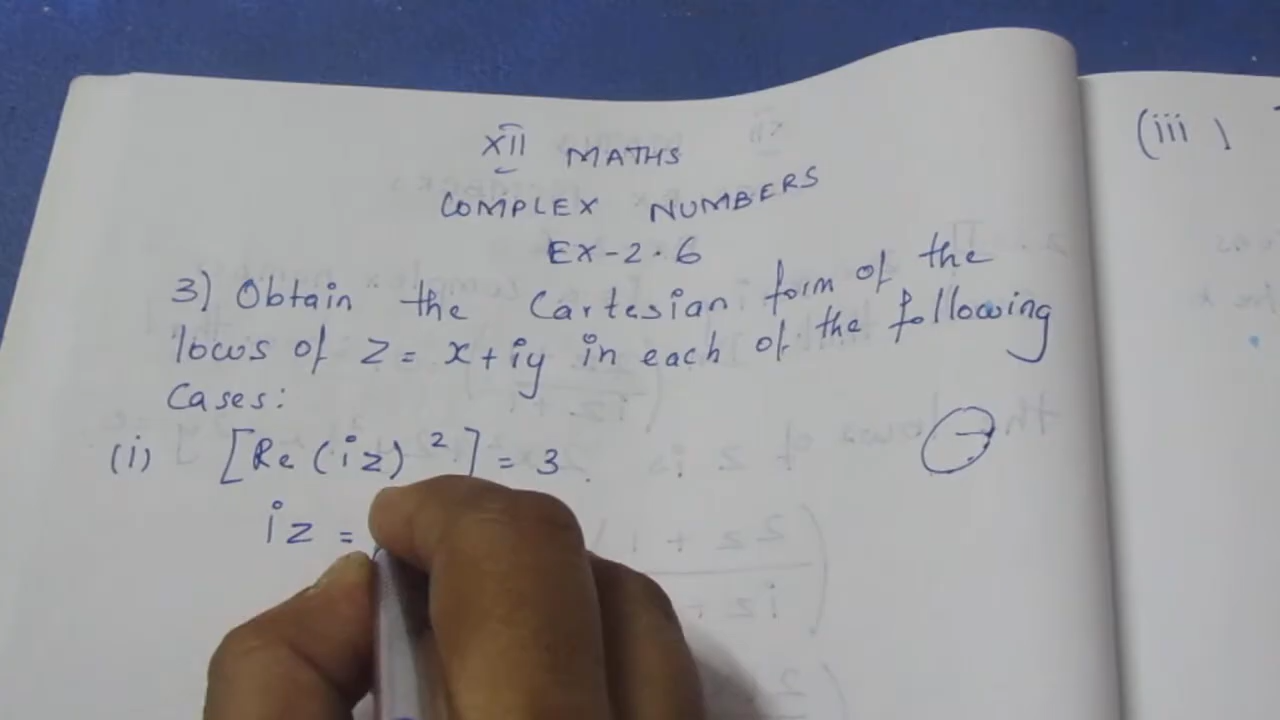 XII MATHS
COMPLEX NUMBERS
EX-2.6
3) Obtain the Cartesian form of the
locus of z = x + iy in each of the following
Cases:
(i) [Re (iz)²] = 3
iz =
(iii)